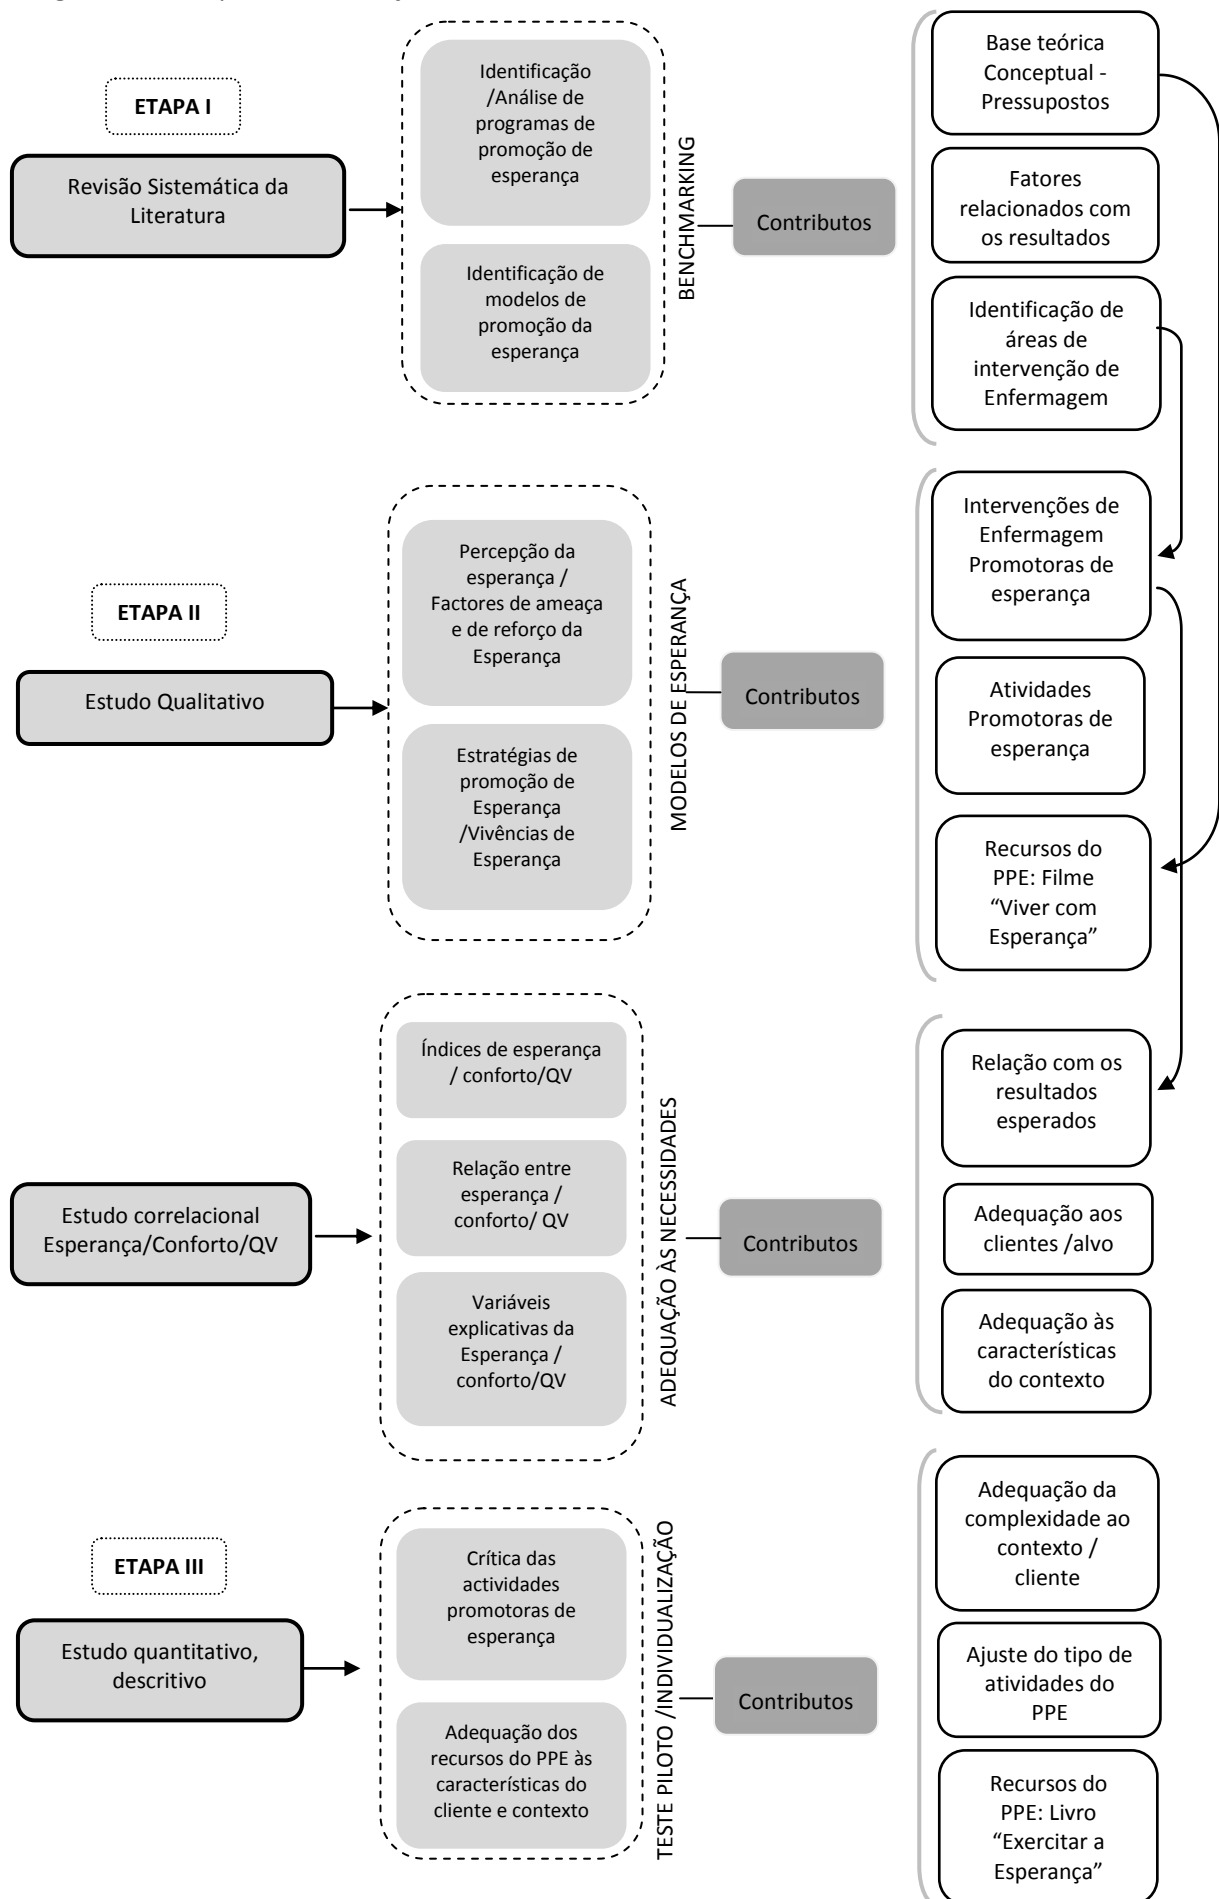 ETAPA I
Revisão Sistemática da
Literatura
Identificação
/Análise de
programas de
promoção de
esperança
Identificação de
modelos de
promoção da
esperança
BENCHMARKING
Contributos
Base teórica
Conceptual -
Pressupostos
Fatores
relacionados com
os resultados
Identificação de
áreas de
intervenção de
Enfermagem
ETAPA II
Estudo Qualitativo
Percepção da
esperança /
Factores de ameaça
e de reforço da
Esperança
Estratégias de
promoção de
Esperança
/Vivências de
Esperança
MODELOS DE ESPERANÇA
Contributos
Intervenções de
Enfermagem
Promotoras de
esperança
Atividades
Promotoras de
esperança
Recursos do
PPE: Filme
“Viver com
Esperança”
Estudo correlacional
Esperança/Conforto/QV
Índices de esperança
/ conforto/QV
Relação entre
esperança /
conforto/ QV
Variáveis
explicativas da
Esperança /
conforto/QV
ADEQUAÇÃO ÀS NECESSIDADES
Contributos
Relação com os
resultados
esperados
Adequação aos
clientes /alvo
Adequação às
características
do contexto
ETAPA III
Estudo quantitativo,
descritivo
Crítica das
actividades
promotoras de
esperança
Adequação dos
recursos do PPE às
características do
cliente e contexto
TESTE PILOTO /INDIVIDUALIZAÇÃO
Contributos
Adequação da
complexidade ao
contexto /
cliente
Ajuste do tipo de
atividades do
PPE
Recursos do
PPE: Livro
“Exercitar a
Esperança”